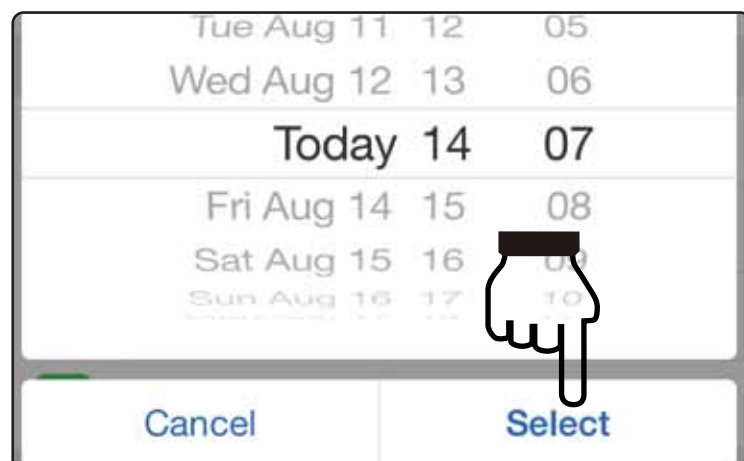 Tue Aug 11 12 05
Wed Aug 12 13 06
Today 14 07
Fri Aug 14 15 08
Sat Aug 15 16 09
Sun Aug 16 17 10
Cancel Select